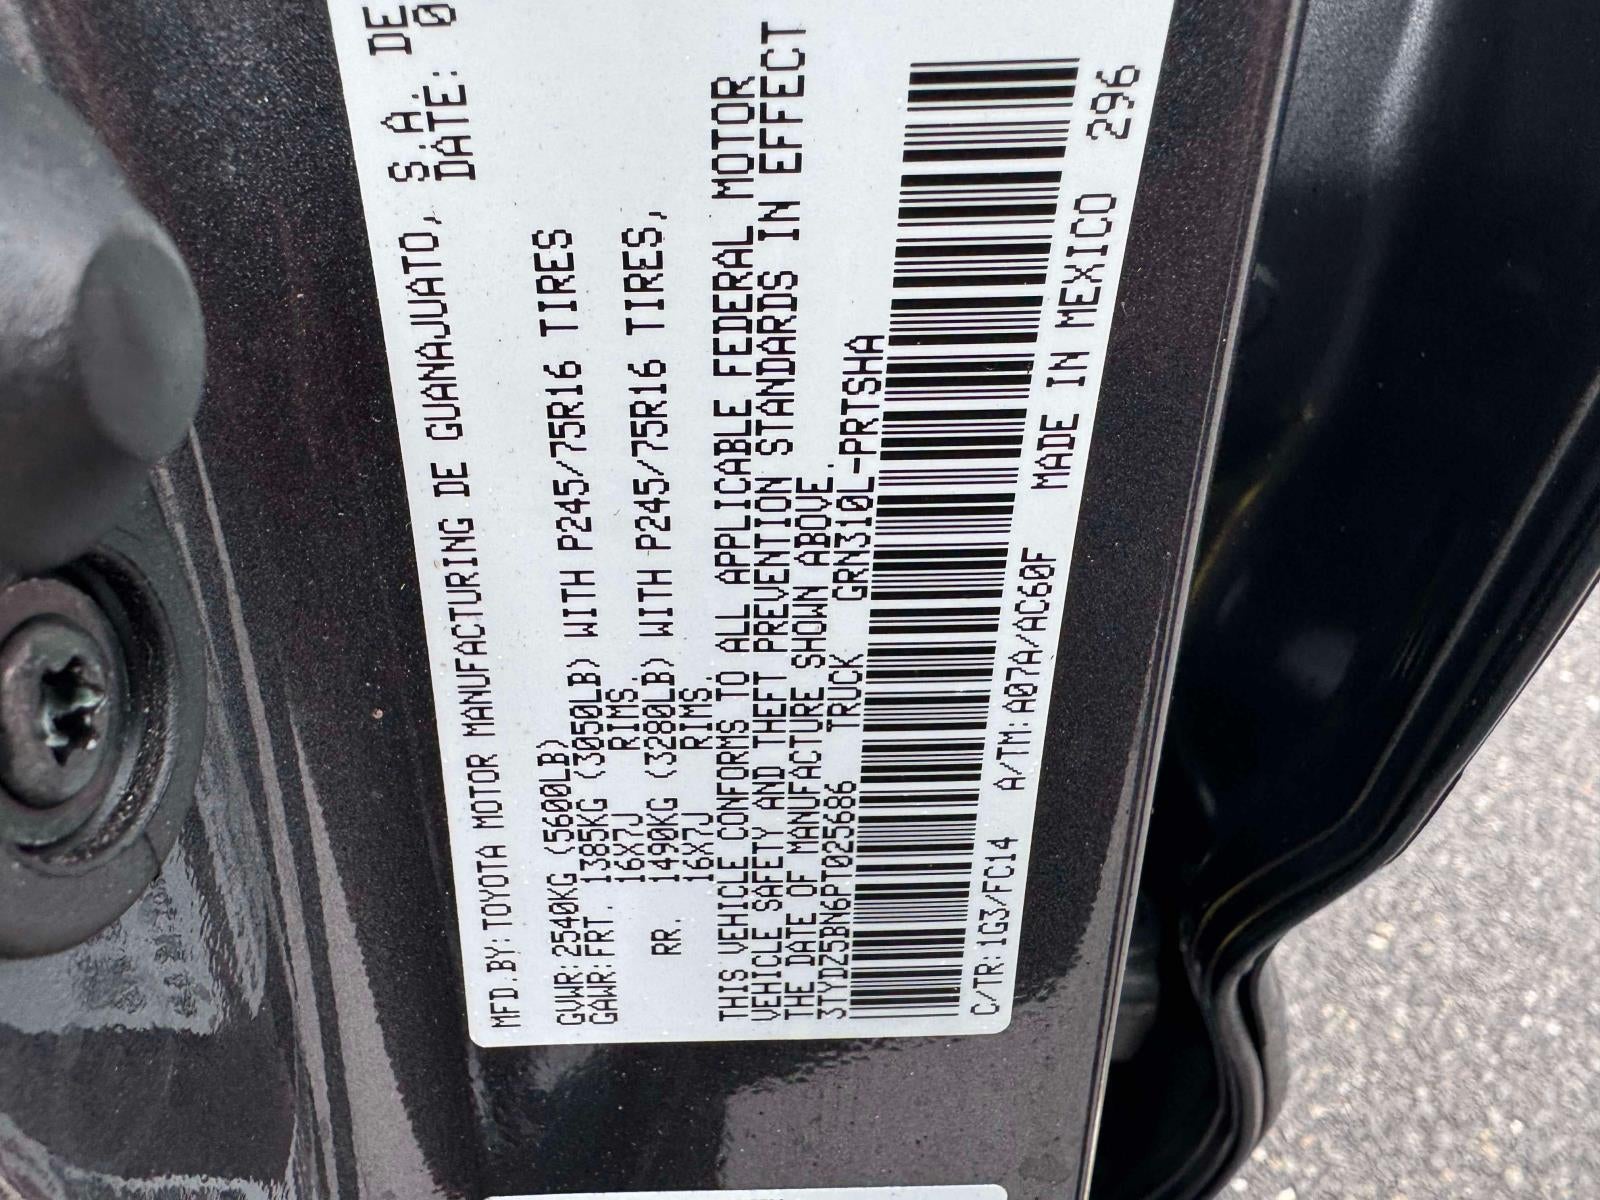 MFD.BY:TOYOTA MOTOR MANUFACTURING DE GUANAJUATO, S.A. DE
DATE: 0
GVWR:2540KG (5600LB)
GAWR:FRT. 1385KG (3050LB) WITH P245/75R16 TIRES
16X7J RIMS.
RR. 1490KG (3280LB) WITH P245/75R16 TIRES,
16X7J RIMS.
THIS VEHICLE CONFORMS TO ALL APPLICABLE FEDERAL MOTOR
VEHICLE SAFETY AND THEFT PREVENTION STANDARDS IN EFFECT
THE DATE OF MANUFACTURE SHOWN ABOVE.
3TYDZ5BN6PT025686 TRUCK GRN310L-PRTSHA
C/TR:1G3/FC14 A/TM:A07A/AC60F MADE IN MEXICO 296